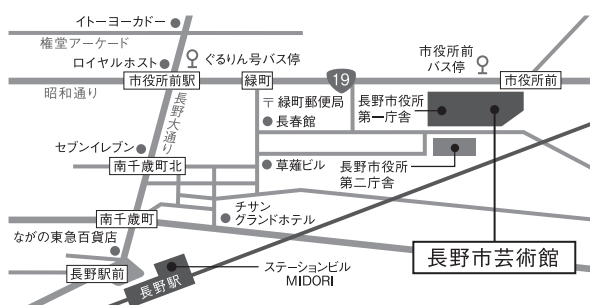 イトーヨーカドー
権堂アーケード
ロイヤルホスト
ぐるりん号バス停
市役所前
バス停
市役所前駅
緑町
19
市役所前
昭和通り
長野大通り
〒緑町郵便局
長春館
長野市役所
第一庁舎
セブンイレブン
南千歳町北
草薙ビル
長野市役所
第二庁舎
チサン
グランドホテル
南千歳町
ながの東急百貨店
長野市芸術館
長野駅前
ステーションビル
MIDORI
長野駅